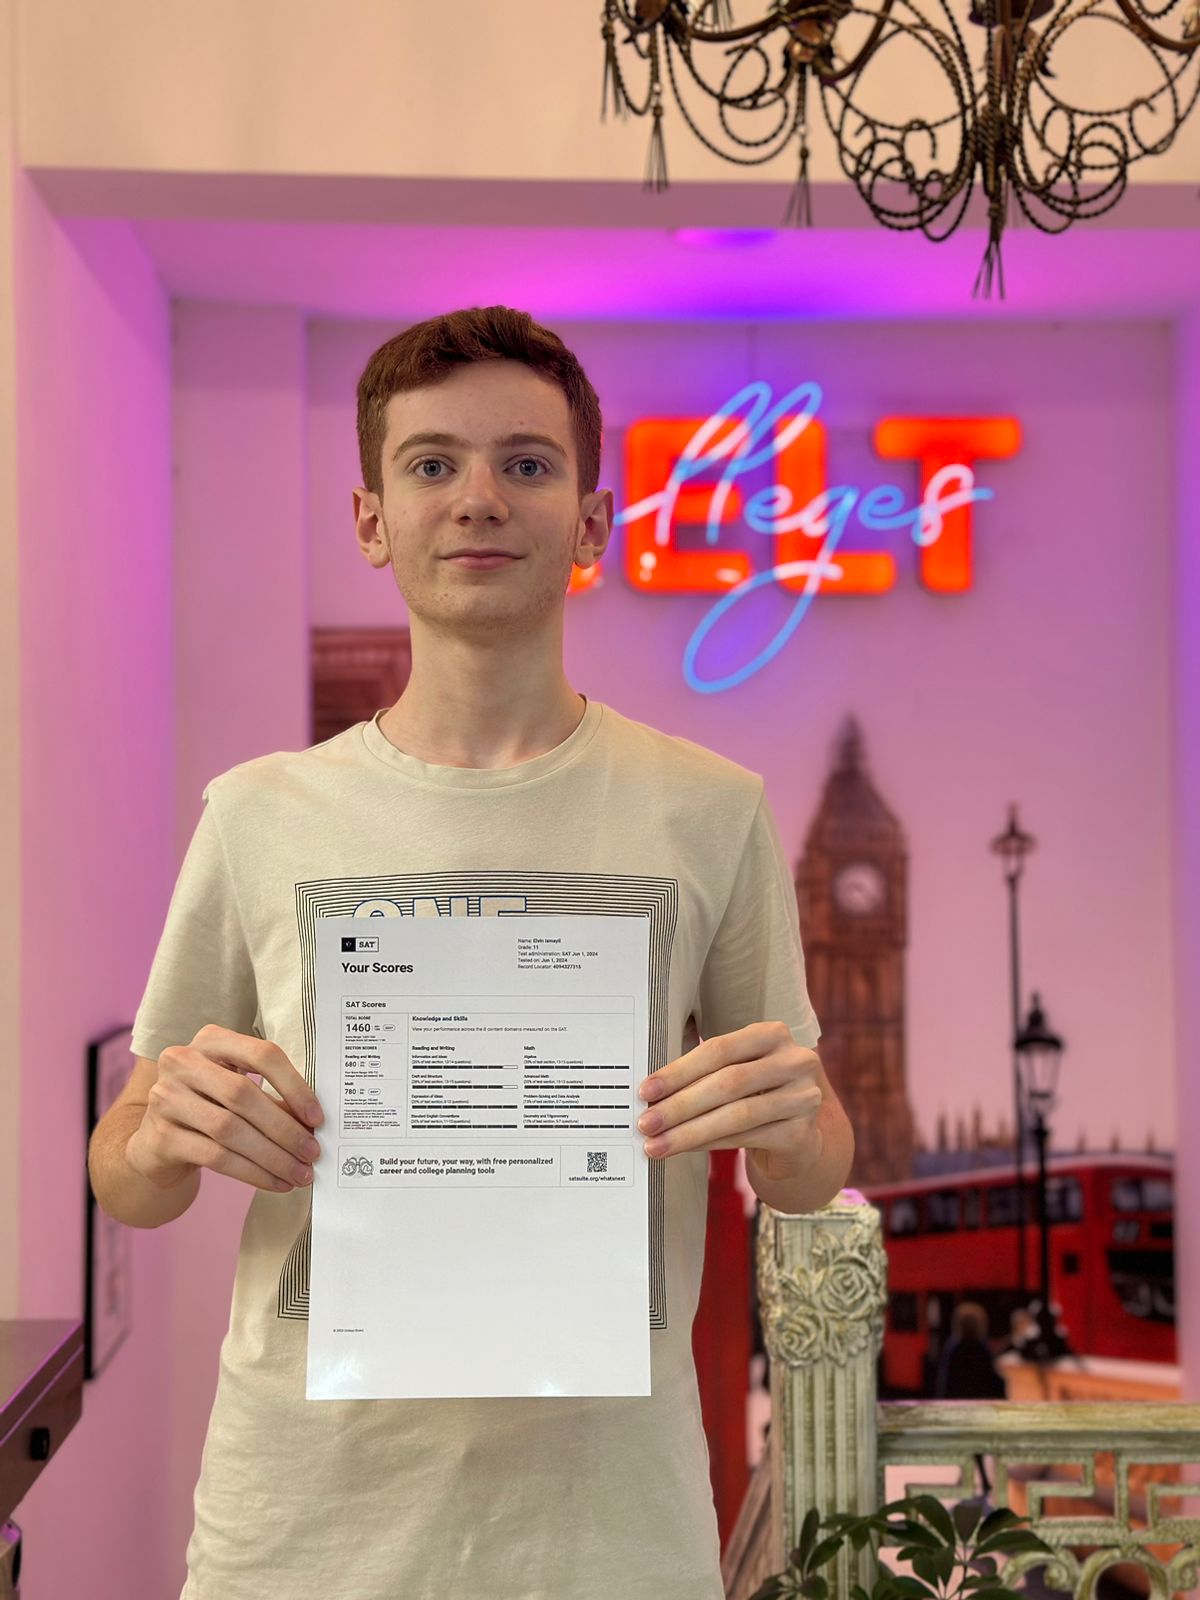 ELT
lleges
ONE
SAT
Your Scores
Name: Elvin Ismayil
Grade: 11
Test administration: SAT Jun 1, 2024
Tested on: Jun 1, 2024
Record Locator: 4094327315
SAT Scores
TOTAL SCORE
1460
SECTION SCORES
Reading and Writing
680
Math
780
Knowledge and Skills
View your performance across the 8 content domains measured on the SAT.
Reading and Writing
Information and Ideas
(26% of test section, 12-14 questions)
Craft and Structure
(28% of test section, 13-15 questions)
Expression of Ideas
(20% of test section, 8-12 questions)
Standard English Conventions
(26% of test section, 11-15 questions)
Math
Algebra
(35% of test section, 13-15 questions)
Advanced Math
(35% of test section, 13-15 questions)
Problem-Solving and Data Analysis
(15% of test section, 5-7 questions)
Geometry and Trigonometry
(15% of test section, 5-7 questions)
Build your future, your way, with free personalized
career and college planning tools
satsuite.org/whatsnext